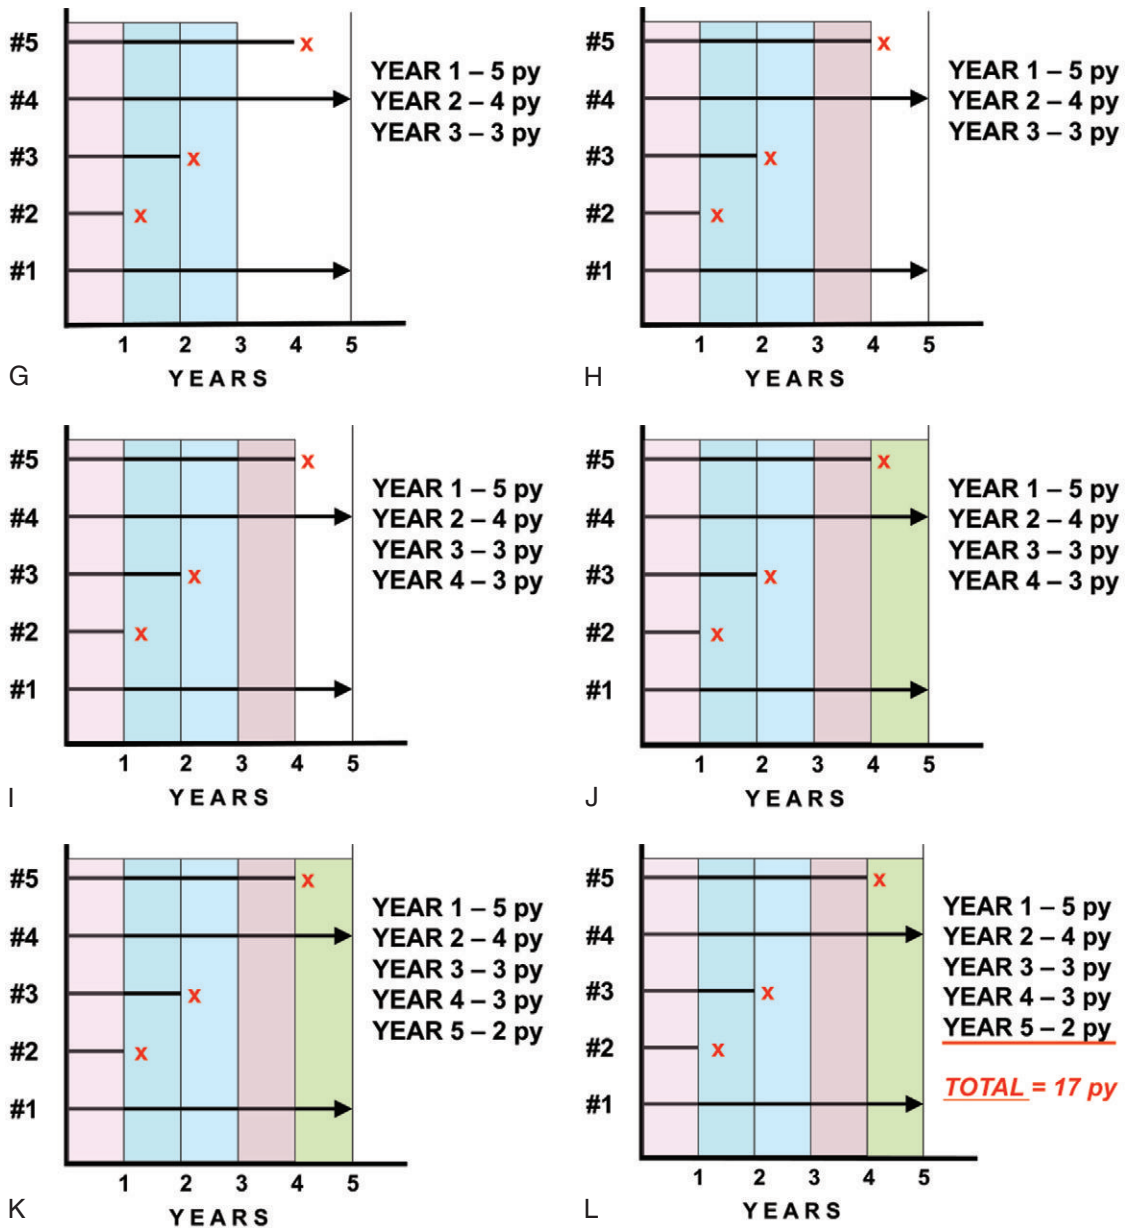 #5
x
YEAR 1 – 5 py
#4
YEAR 2 – 4 py
YEAR 3 – 3 py
#3
x
#2
x
#1
1 2 3 4 5
YEARS
G
#5
x
YEAR 1 – 5 py
#4
YEAR 2 – 4 py
YEAR 3 – 3 py
#3
x
#2
x
#1
1 2 3 4 5
YEARS
H
#5
x
YEAR 1 – 5 py
#4
YEAR 2 – 4 py
YEAR 3 – 3 py
#3
x
YEAR 4 – 3 py
#2
x
#1
1 2 3 4 5
YEARS
I
#5
x
YEAR 1 – 5 py
#4
YEAR 2 – 4 py
YEAR 3 – 3 py
#3
x
YEAR 4 – 3 py
#2
x
#1
1 2 3 4 5
YEARS
J
#5
x
YEAR 1 – 5 py
#4
YEAR 2 – 4 py
YEAR 3 – 3 py
#3
x
YEAR 4 – 3 py
YEAR 5 – 2 py
#2
x
#1
1 2 3 4 5
YEARS
K
#5
x
YEAR 1 – 5 py
#4
YEAR 2 – 4 py
YEAR 3 – 3 py
#3
x
YEAR 4 – 3 py
YEAR 5 – 2 py
#2
x
TOTAL = 17 py
#1
1 2 3 4 5
YEARS
L